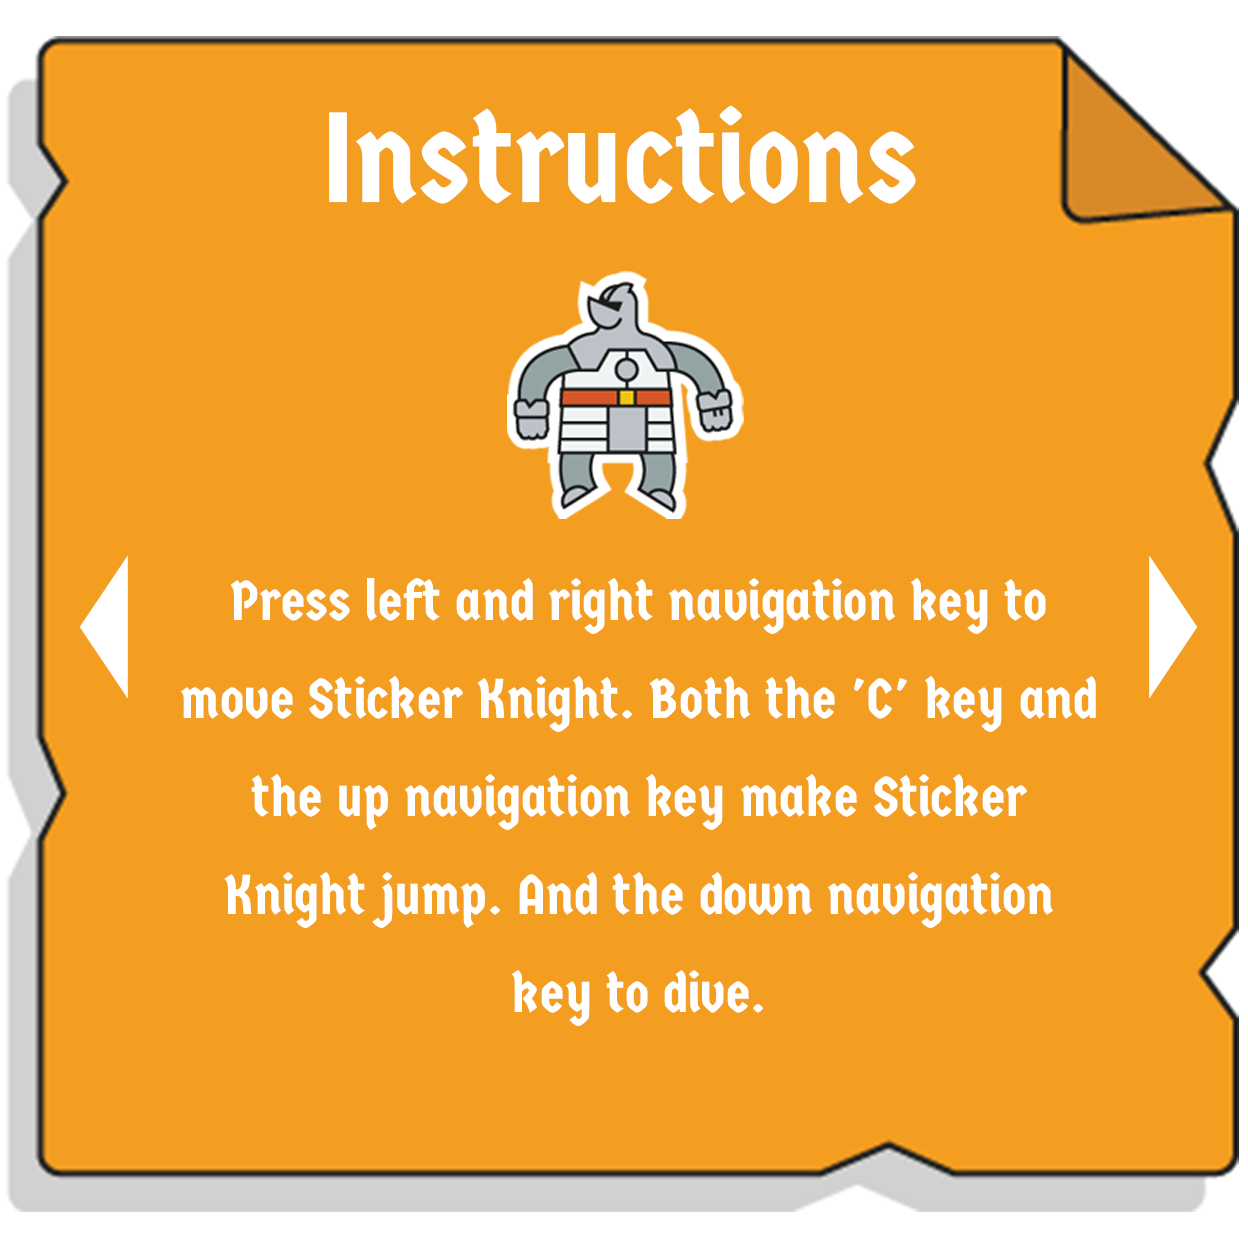 Instructions
Press left and right navigation key to
move Sticker Knight. Both the 'C' key and
the up navigation key make Sticker
Knight jump. And the down navigation
key to dive.